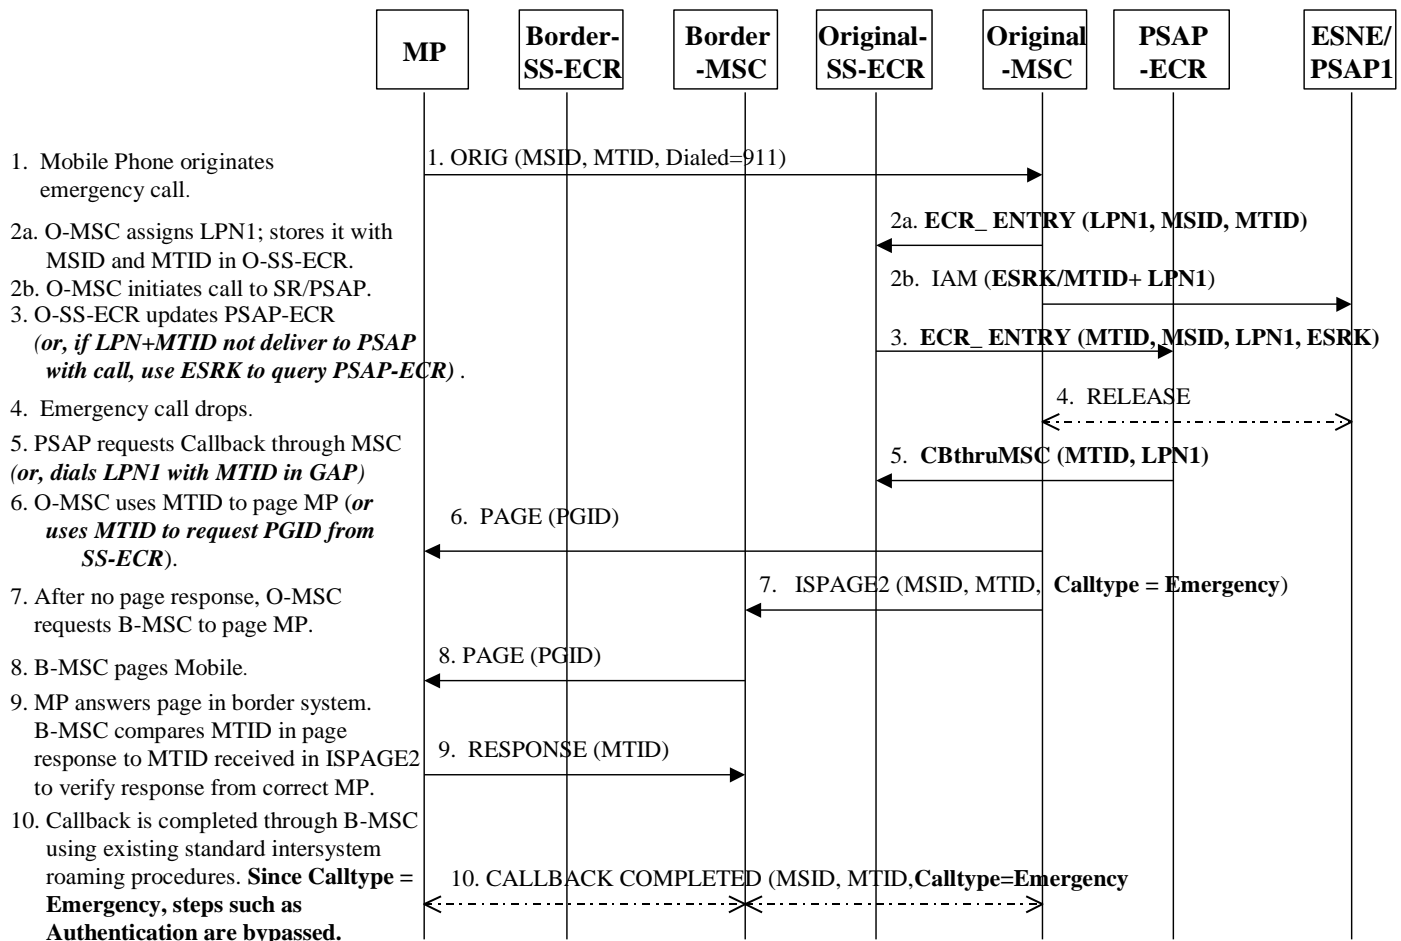 MP
Border-
SS-ECR
Border
-MSC
Original-
SS-ECR
Original
-MSC
PSAP
-ECR
ESNE/
PSAP1
1. Mobile Phone originates
emergency call.
2a. O-MSC assigns LPN1; stores it with
MSID and MTID in O-SS-ECR.
2b. O-MSC initiates call to SR/PSAP.
3. O-SS-ECR updates PSAP-ECR
(or, if LPN+MTID not deliver to PSAP
with call, use ESRK to query PSAP-ECR) .
4. Emergency call drops.
5. PSAP requests Callback through MSC
(or, dials LPN1 with MTID in GAP)
6. O-MSC uses MTID to page MP (or
uses MTID to request PGID from
SS-ECR).
7. After no page response, O-MSC
requests B-MSC to page MP.
8. B-MSC pages Mobile.
9. MP answers page in border system.
B-MSC compares MTID in page
response to MTID received in ISPAGE2
to verify response from correct MP.
10. Callback is completed through B-MSC
using existing standard intersystem
roaming procedures. Since Calltype =
Emergency, steps such as
Authentication are bypassed.
1. ORIG (MSID, MTID, Dialed=911)
2a. ECR_ ENTRY (LPN1, MSID, MTID)
2b. IAM (ESRK/MTID+ LPN1)
3. ECR_ ENTRY (MTID, MSID, LPN1, ESRK)
4. RELEASE
5. CBthruMSC (MTID, LPN1)
6. PAGE (PGID)
7. ISPAGE2 (MSID, MTID, Calltype = Emergency)
8. PAGE (PGID)
9. RESPONSE (MTID)
10. CALLBACK COMPLETED (MSID, MTID,Calltype=Emergency